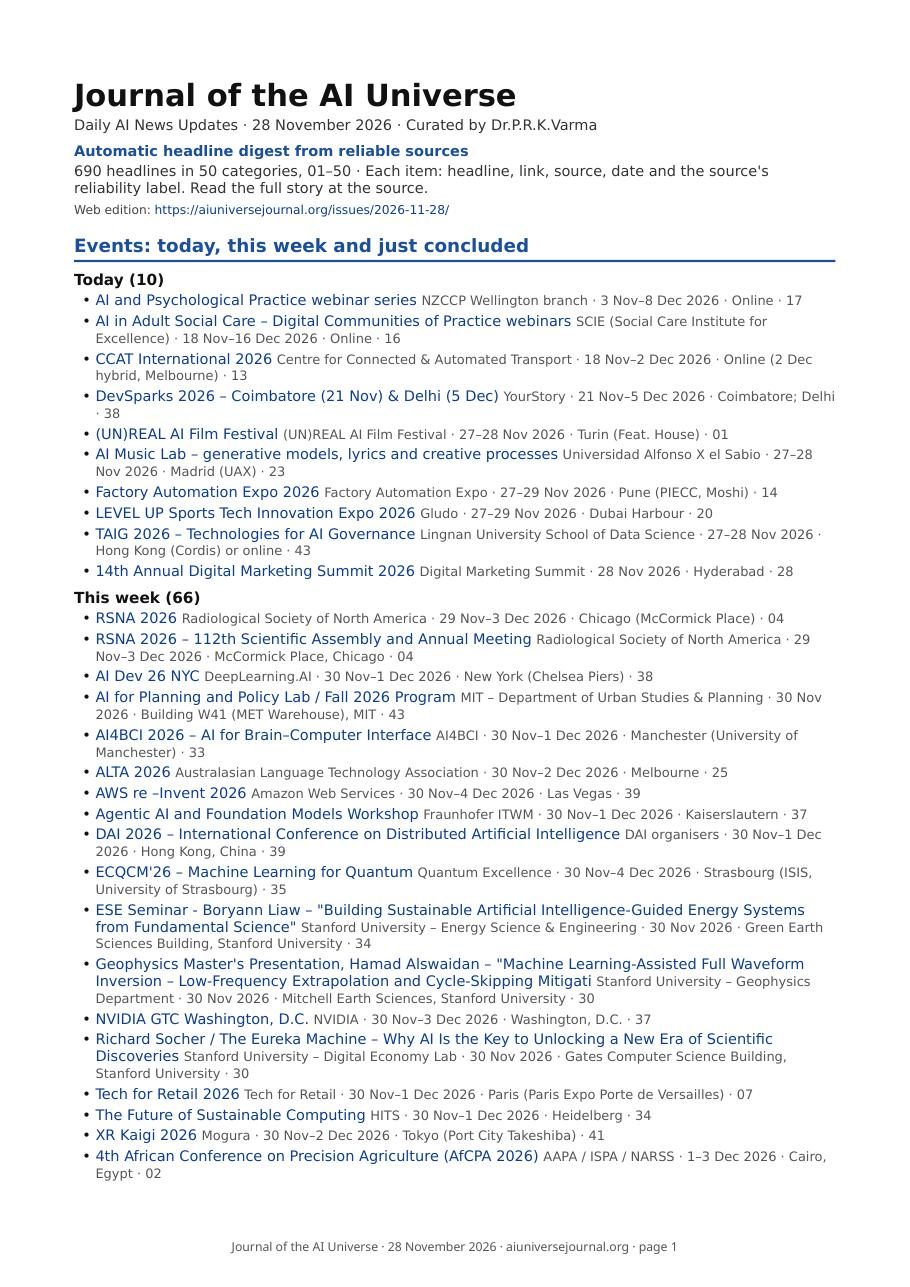 Journal of the AI Universe
Daily AI News Updates · 28 November 2026 · Curated by Dr.P.R.K.Varma
Automatic headline digest from reliable sources
690 headlines in 50 categories, 01–50 · Each item: headline, link, source, date and the source's
reliability label. Read the full story at the source.
Web edition: https://aiuniversejournal.org/issues/2026-11-28/
Events: today, this week and just concluded
Today (10)
• AI and Psychological Practice webinar series NZCCP Wellington branch · 3 Nov–8 Dec 2026 · Online · 17
• AI in Adult Social Care – Digital Communities of Practice webinars SCIE (Social Care Institute for
Excellence) · 18 Nov–16 Dec 2026 · Online · 16
• CCAT International 2026 Centre for Connected & Automated Transport · 18 Nov–2 Dec 2026 · Online (2 Dec
hybrid, Melbourne) · 13
• DevSparks 2026 – Coimbatore (21 Nov) & Delhi (5 Dec) YourStory · 21 Nov–5 Dec 2026 · Coimbatore; Delhi
· 38
• (UN)REAL AI Film Festival (UN)REAL AI Film Festival · 27–28 Nov 2026 · Turin (Feat. House) · 01
• AI Music Lab – generative models, lyrics and creative processes Universidad Alfonso X el Sabio · 27–28
Nov 2026 · Madrid (UAX) · 23
• Factory Automation Expo 2026 Factory Automation Expo · 27–29 Nov 2026 · Pune (PIECC, Moshi) · 14
• LEVEL UP Sports Tech Innovation Expo 2026 Gludo · 27–29 Nov 2026 · Dubai Harbour · 20
• TAIG 2026 – Technologies for AI Governance Lingnan University School of Data Science · 27–28 Nov 2026 ·
Hong Kong (Cordis) or online · 43
• 14th Annual Digital Marketing Summit 2026 Digital Marketing Summit · 28 Nov 2026 · Hyderabad · 28
This week (66)
• RSNA 2026 Radiological Society of North America · 29 Nov–3 Dec 2026 · Chicago (McCormick Place) · 04
• RSNA 2026 – 112th Scientific Assembly and Annual Meeting Radiological Society of North America · 29
Nov–3 Dec 2026 · McCormick Place, Chicago · 04
• AI Dev 26 NYC DeepLearning.AI · 30 Nov–1 Dec 2026 · New York (Chelsea Piers) · 38
• AI for Planning and Policy Lab / Fall 2026 Program MIT – Department of Urban Studies & Planning · 30 Nov
2026 · Building W41 (MET Warehouse), MIT · 43
• AI4BCI 2026 – AI for Brain–Computer Interface AI4BCI · 30 Nov–1 Dec 2026 · Manchester (University of
Manchester) · 33
• ALTA 2026 Australasian Language Technology Association · 30 Nov–2 Dec 2026 · Melbourne · 25
• AWS re –Invent 2026 Amazon Web Services · 30 Nov–4 Dec 2026 · Las Vegas · 39
• Agentic AI and Foundation Models Workshop Fraunhofer ITWM · 30 Nov–1 Dec 2026 · Kaiserslautern · 37
• DAI 2026 – International Conference on Distributed Artificial Intelligence DAI organisers · 30 Nov–1 Dec
2026 · Hong Kong, China · 39
• ECQCM'26 – Machine Learning for Quantum Quantum Excellence · 30 Nov–4 Dec 2026 · Strasbourg (ISIS,
University of Strasbourg) · 35
• ESE Seminar - Boryann Liaw – "Building Sustainable Artificial Intelligence-Guided Energy Systems
from Fundamental Science" Stanford University – Energy Science & Engineering · 30 Nov 2026 · Green Earth
Sciences Building, Stanford University · 34
• Geophysics Master's Presentation, Hamad Alswaidan – "Machine Learning-Assisted Full Waveform
Inversion – Low-Frequency Extrapolation and Cycle-Skipping Mitigati Stanford University – Geophysics
Department · 30 Nov 2026 · Mitchell Earth Sciences, Stanford University · 30
• NVIDIA GTC Washington, D.C. NVIDIA · 30 Nov–3 Dec 2026 · Washington, D.C. · 37
• Richard Socher / The Eureka Machine – Why AI Is the Key to Unlocking a New Era of Scientific
Discoveries Stanford University – Digital Economy Lab · 30 Nov 2026 · Gates Computer Science Building,
Stanford University · 30
• Tech for Retail 2026 Tech for Retail · 30 Nov–1 Dec 2026 · Paris (Paris Expo Porte de Versailles) · 07
• The Future of Sustainable Computing HITS · 30 Nov–1 Dec 2026 · Heidelberg · 34
• XR Kaigi 2026 Mogura · 30 Nov–2 Dec 2026 · Tokyo (Port City Takeshiba) · 41
• 4th African Conference on Precision Agriculture (AfCPA 2026) AAPA / ISPA / NARSS · 1–3 Dec 2026 · Cairo,
Egypt · 02
Journal of the AI Universe · 28 November 2026 · aiuniversejournal.org · page 1